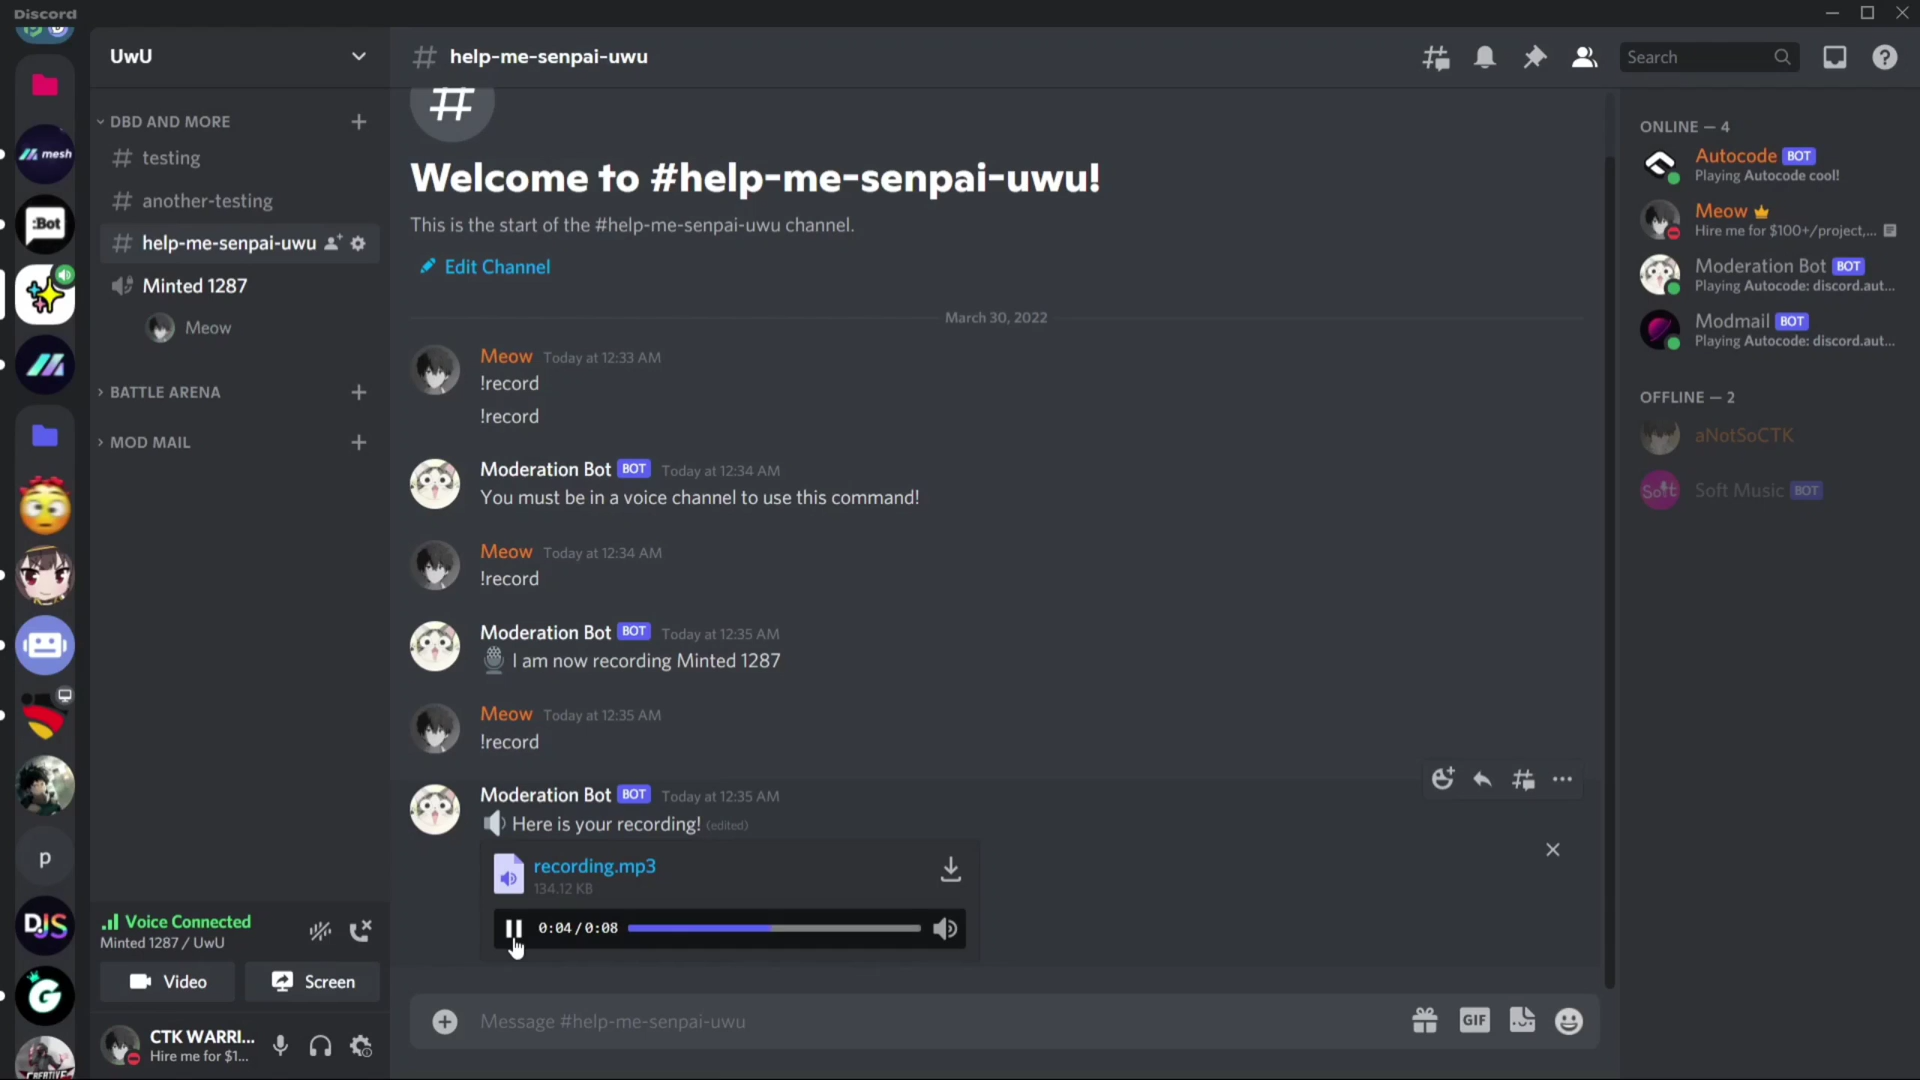 Discord
UwU
# help-me-senpai-uwu
Search
DBD AND MORE
testing
another-testing
help-me-senpai-uwu
Minted 1287
Meow
BATTLE ARENA
MOD MAIL
mesh
:Bot
p
DJS
G
CREATIVE
Voice Connected
Minted 1287 / UwU
Video
Screen
CTK WARRI...
Hire me for $1...
Welcome to #help-me-senpai-uwu!
This is the start of the #help-me-senpai-uwu channel.
Edit Channel
March 30, 2022
Meow Today at 12:33 AM
!record
!record
Moderation Bot BOT Today at 12:34 AM
You must be in a voice channel to use this command!
Meow Today at 12:34 AM
!record
Moderation Bot BOT Today at 12:35 AM
I am now recording Minted 1287
Meow Today at 12:35 AM
!record
Moderation Bot BOT Today at 12:35 AM
Here is your recording! (edited)
recording.mp3
134.12 KB
0:04 / 0:08
Message #help-me-senpai-uwu
GIF
ONLINE — 4
Autocode BOT
Playing Autocode cool!
Meow
Hire me for $100+/project,...
Moderation Bot BOT
Playing Autocode: discord.aut...
Modmail BOT
Playing Autocode: discord.aut...
OFFLINE — 2
aNotSoCTK
Soft
Soft Music BOT